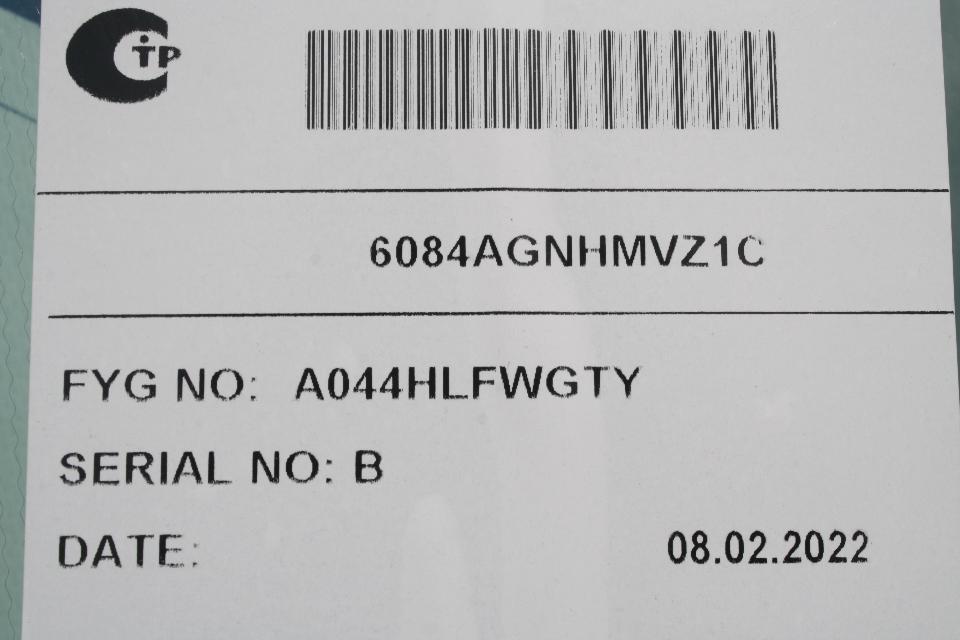 TP
6084AGNHMVZ1C
FYG NO: A044HLFWGTY
SERIAL NO: B
DATE: 08.02.2022